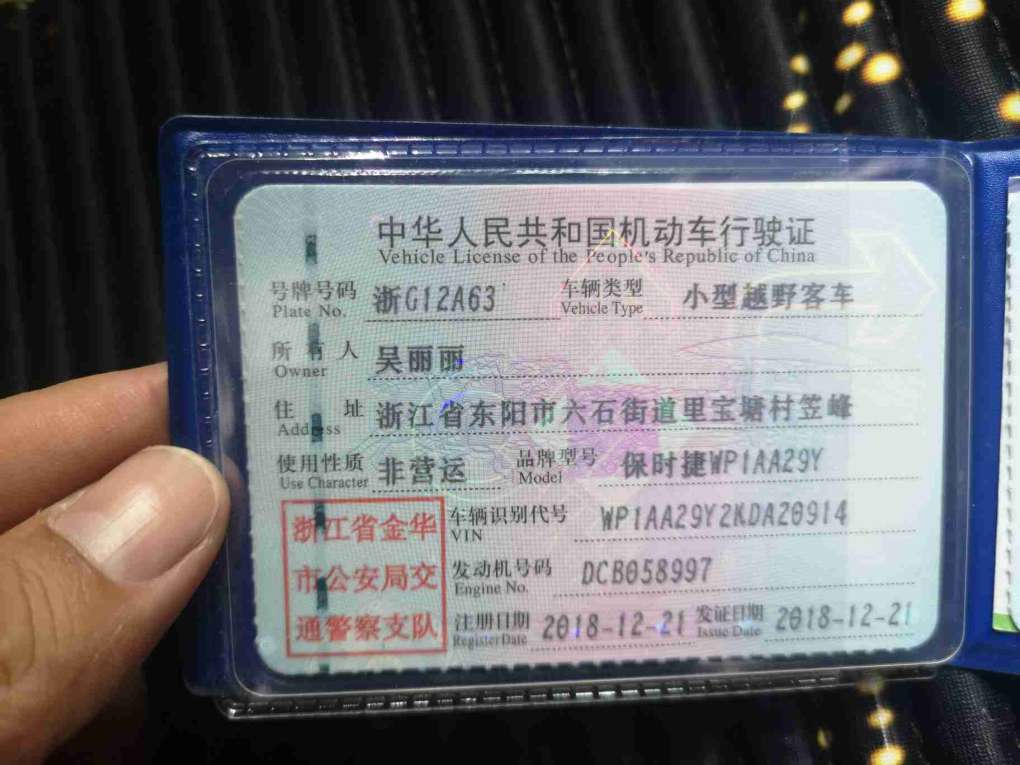 中华人民共和国机动车行驶证
Vehicle License of the People's Republic of China
号牌号码 浙G12A63 车辆类型 小型越野客车
Plate No. Vehicle Type
所有人 吴丽丽
Owner
住址 浙江省东阳市六石街道里宝塘村笠峰
Address
使用性质 非营运 品牌型号 保时捷WP1AA29Y
Use Character Model
浙江省金华
市公安局交
通警察支队
车辆识别代号 WP1AA29Y2KDA20914
VIN
发动机号码 DCB058997
Engine No.
注册日期 2018-12-21 发证日期 2018-12-21
Register Date Issue Date